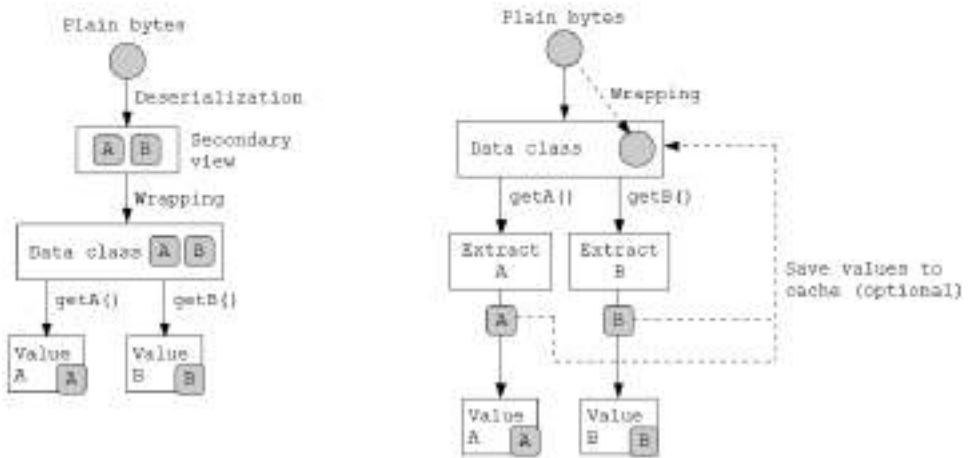 Plain bytes
Deserialization
A B
Secondary
view
Wrapping
Data class A B
getA()
getB()
Value
A A
Value
B B
Plain bytes
Wrapping
Data class
getA()
getB()
Extract
A
Extract
B
Save values to
cache (optional)
A
B
Value
A A
Value
B B